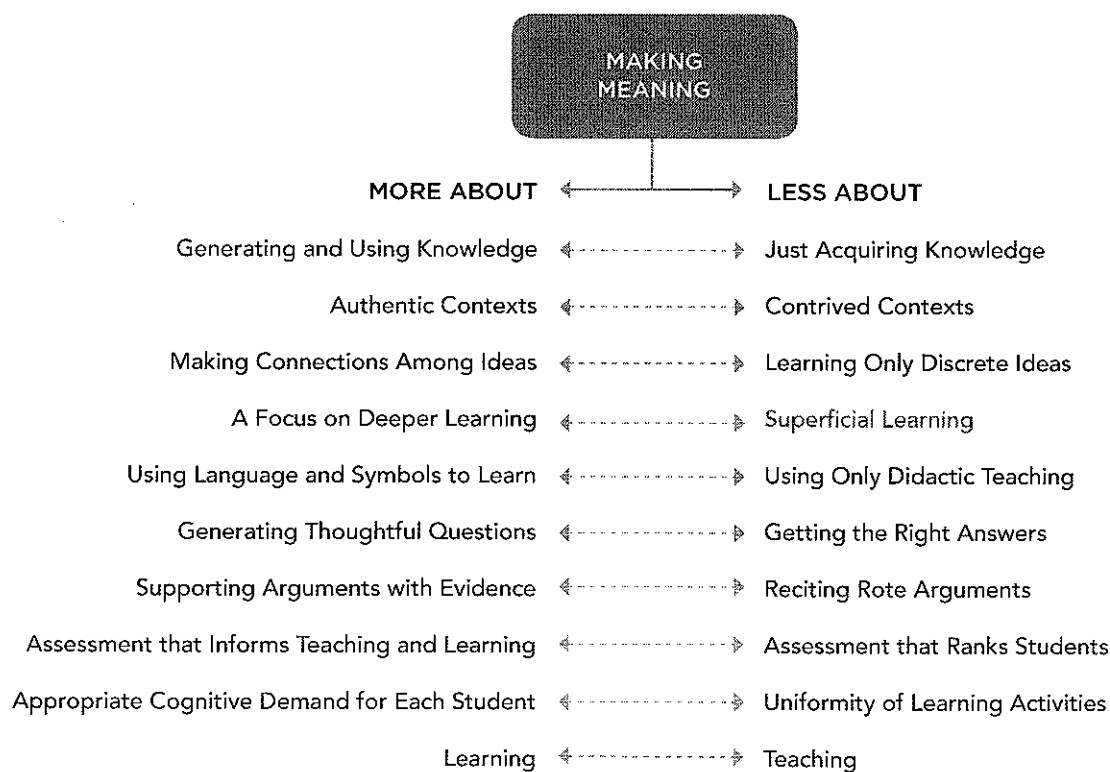 MAKING
MEANING
MORE ABOUT LESS ABOUT
Generating and Using Knowledge Just Acquiring Knowledge
Authentic Contexts Contrived Contexts
Making Connections Among Ideas Learning Only Discrete Ideas
A Focus on Deeper Learning Superficial Learning
Using Language and Symbols to Learn Using Only Didactic Teaching
Generating Thoughtful Questions Getting the Right Answers
Supporting Arguments with Evidence Reciting Rote Arguments
Assessment that Informs Teaching and Learning Assessment that Ranks Students
Appropriate Cognitive Demand for Each Student Uniformity of Learning Activities
Learning Teaching